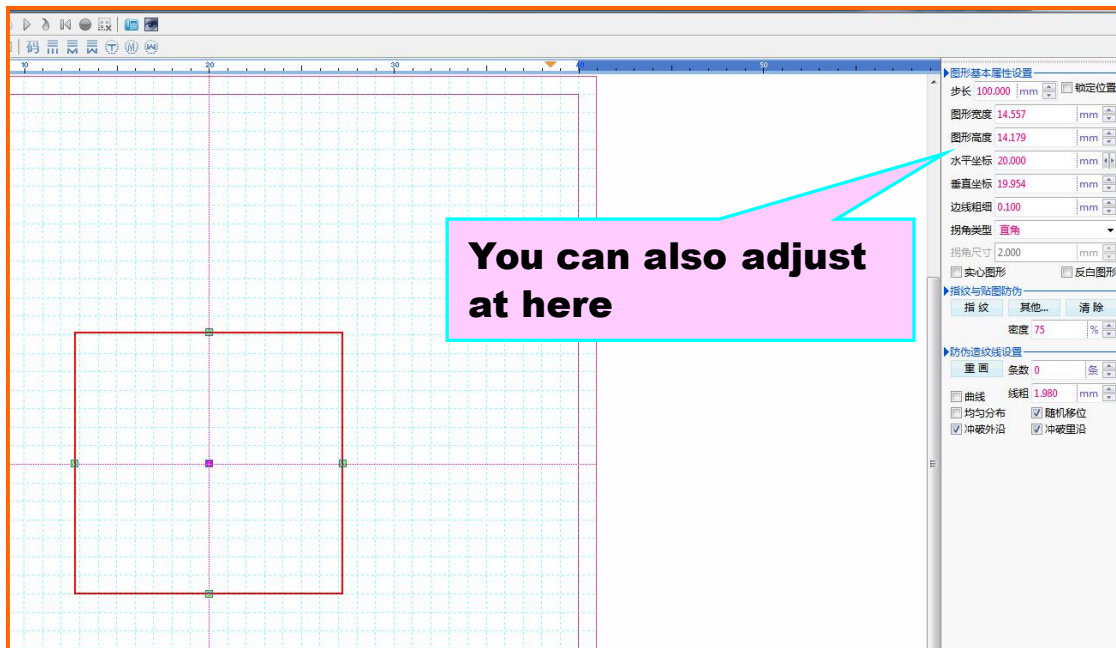 码
10 20 30 40 50
图形基本属性设置
步长 100.000 mm 锁定位置
图形宽度 14.557 mm
图形高度 14.179 mm
水平坐标 20.000 mm
垂直坐标 19.954 mm
边线粗细 0.100 mm
拐角类型 直角
拐角尺寸 2.000 mm
实心图形 反白图形
You can also adjust
at here
指纹与贴图防伪
指纹 其他... 清除
密度 75 %
防伪造纹线设置
重画 条数 0 条
曲线 线粗 1.980 mm
均匀分布 随机移位
冲破外沿 冲破里沿